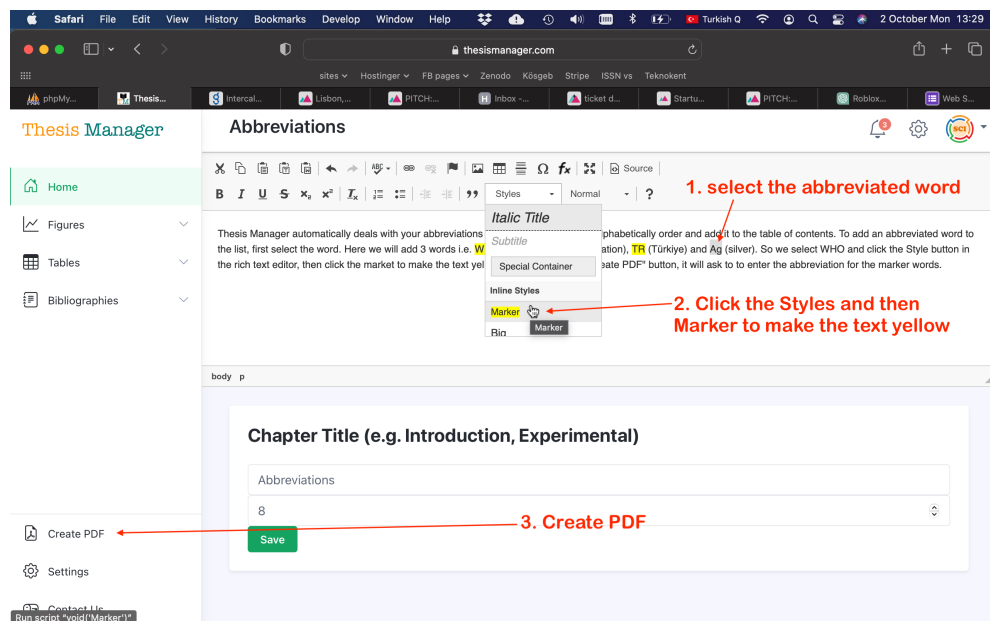 Safari File Edit View History Bookmarks Develop Window Help Turkish Q 2 October Mon 13:29
thesismanager.com
sites Hostinger FB pages Zenodo Kösgeb Stripe ISSN vs Teknokent
phpMy... Thesis... Intercal... Lisbon,... PITCH:... Inbox -... ticket d... Startu... PITCH:... Roblox... Web S...
Thesis Manager
Abbreviations
3
SCI
Home
Figures
Tables
Bibliographies
Source
Styles
Normal
1. select the abbreviated word
Italic Title
Subtitle
Special Container
Inline Styles
Marker
Big
Marker
Thesis Manager automatically deals with your abbreviations phabetically order and add it to the table of contents. To add an abbreviated word to
the list, first select the word. Here we will add 3 words i.e. W ation), TR (Türkiye) and Ag (silver). So we select WHO and click the Style button in
the rich text editor, then click the market to make the text yel eate PDF" button, it will ask to to enter the abbreviation for the marker words.
2. Click the Styles and then
Marker to make the text yellow
body p
Chapter Title (e.g. Introduction, Experimental)
Abbreviations
8
Save
3. Create PDF
Create PDF
Settings
Contact Us
Run script "void('Marker')"